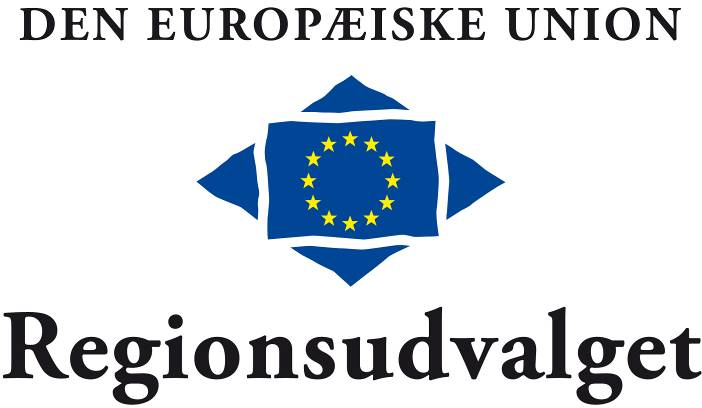 DEN EUROPÆISKE UNION
Regionsudvalget